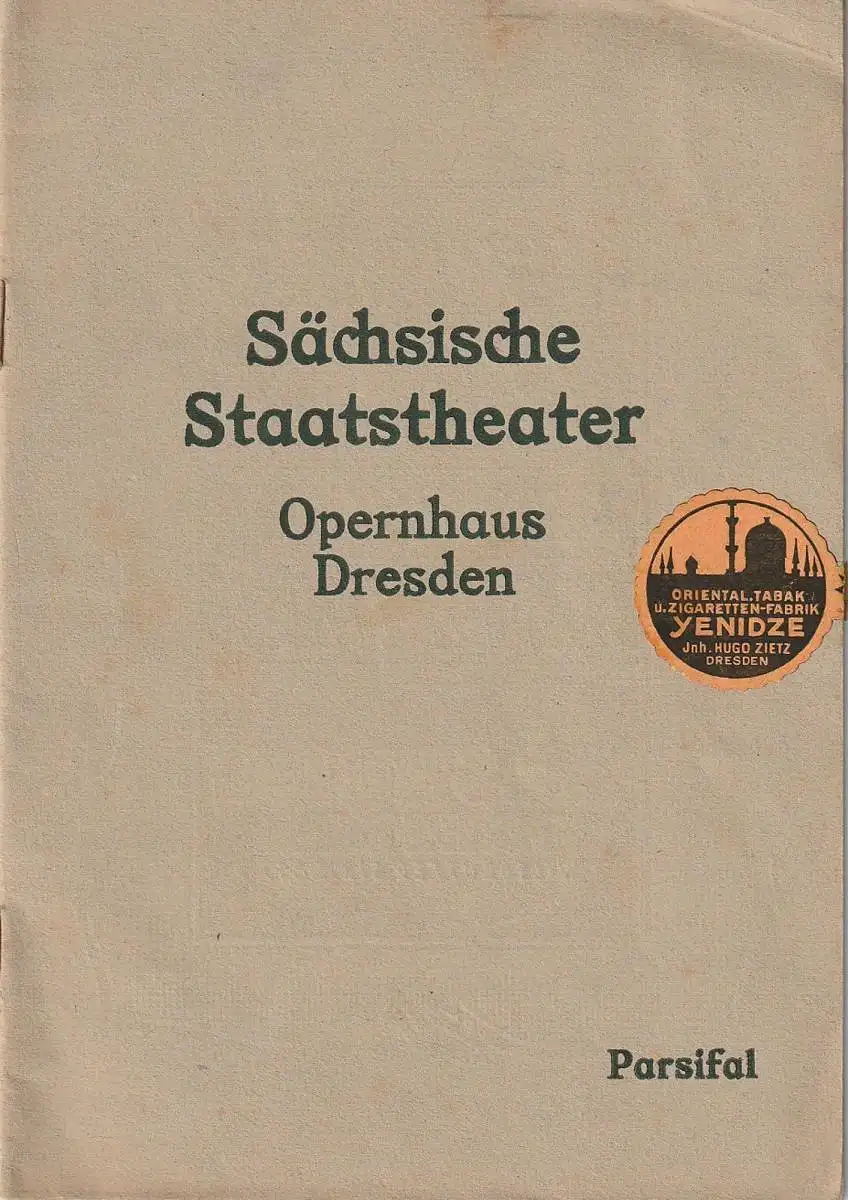 Sächsische
Staatstheater
Opernhaus
Dresden
ORIENTAL.TABAK
U.ZIGARETTEN-FABRIK
YENIDZE
Jnh. HUGO ZIETZ
DRESDEN
Parsifal